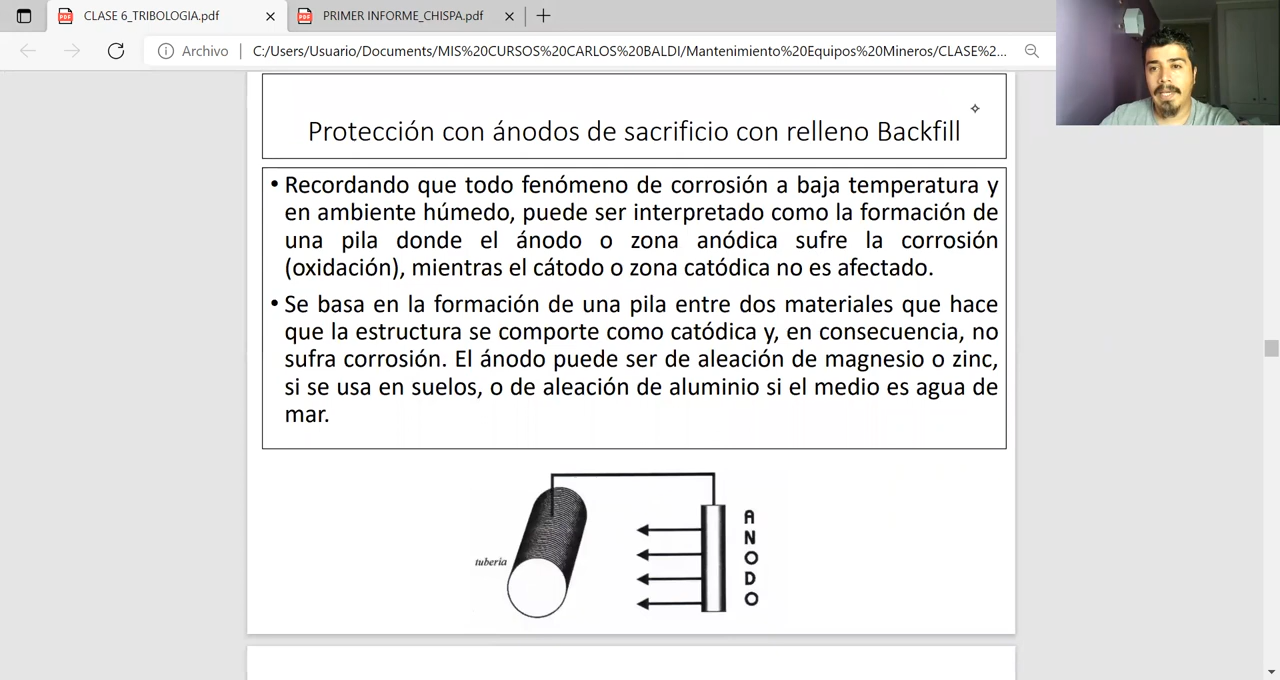 CLASE 6_TRIBOLOGIA.pdf
PRIMER INFORME_CHISPA.pdf
Archivo
C:/Users/Usuario/Documents/MIS%20CURSOS%20CARLOS%20BALDI/Mantenimiento%20Equipos%20Mineros/CLASE%2...
Protección con ánodos de sacrificio con relleno Backfill
• Recordando que todo fenómeno de corrosión a baja temperatura y
en ambiente húmedo, puede ser interpretado como la formación de
una pila donde el ánodo o zona anódica sufre la corrosión
(oxidación), mientras el cátodo o zona catódica no es afectado.
• Se basa en la formación de una pila entre dos materiales que hace
que la estructura se comporte como catódica y, en consecuencia, no
sufra corrosión. El ánodo puede ser de aleación de magnesio o zinc,
si se usa en suelos, o de aleación de aluminio si el medio es agua de
mar.
tuberia
ANODO